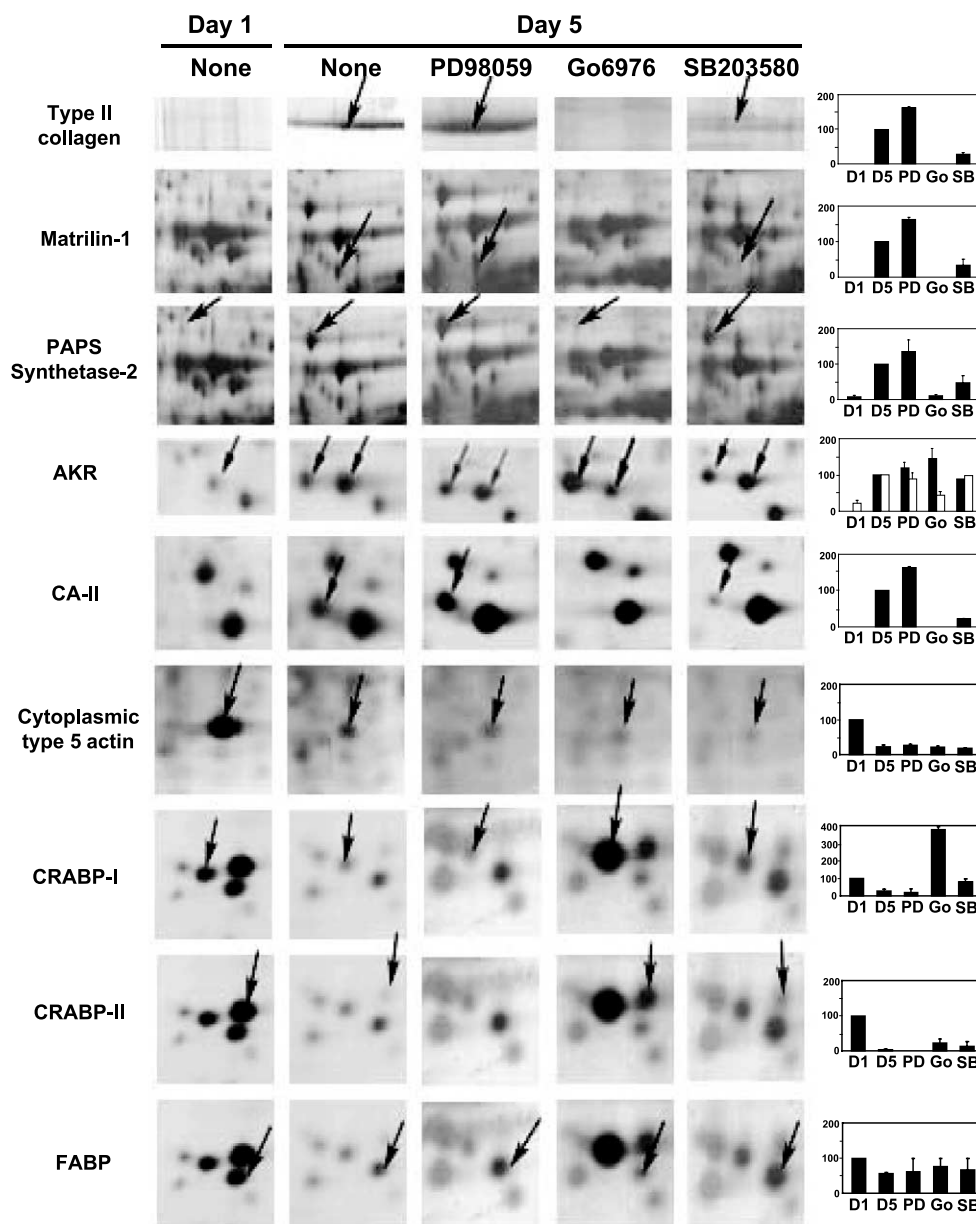 Day 1 Day 5
None None PD98059 Go6976 SB203580
Type II
collagen
200
100
0
D1 D5 PD Go SB
Matrilin-1
200
100
0
D1 D5 PD Go SB
PAPS
Synthetase-2
200
100
0
D1 D5 PD Go SB
AKR
200
100
0
D1 D5 PD Go SB
CA-II
200
100
0
D1 D5 PD Go SB
Cytoplasmic
type 5 actin
200
100
0
D1 D5 PD Go SB
CRABP-I
400
300
200
100
0
D1 D5 PD Go SB
CRABP-II
200
100
0
D1 D5 PD Go SB
FABP
200
100
0
D1 D5 PD Go SB